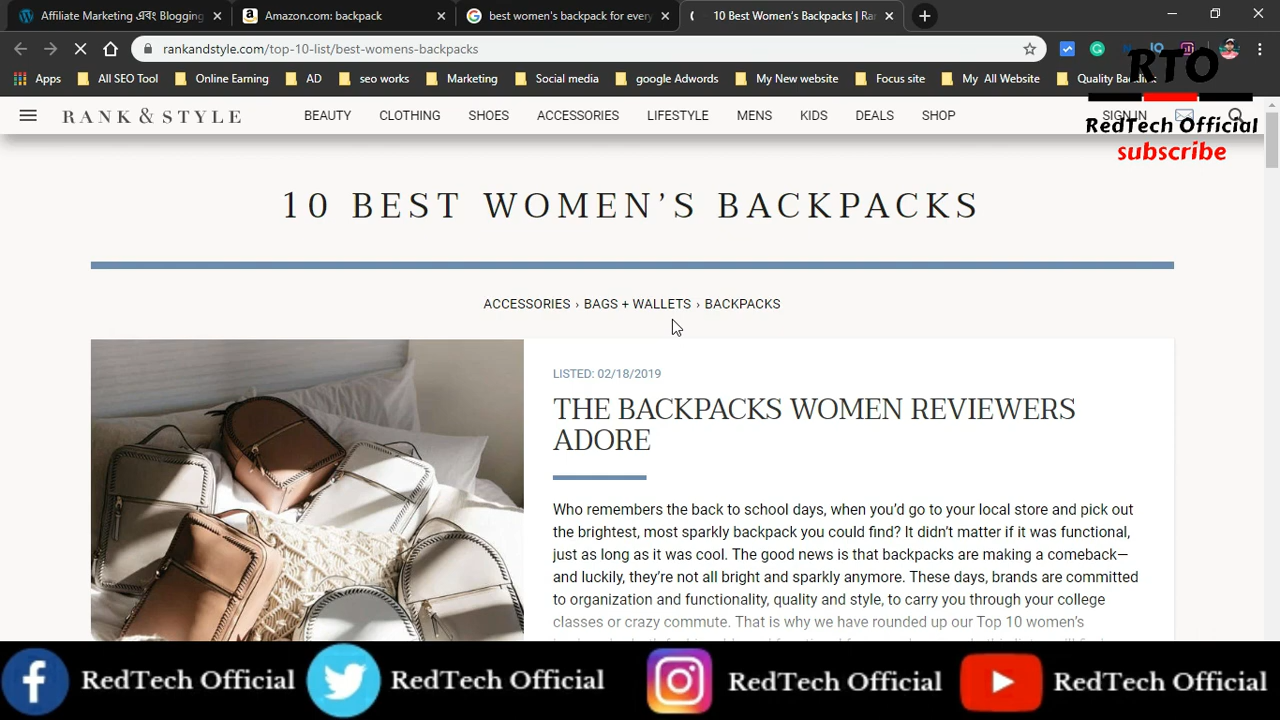 Affiliate Marketing এবং Blogging
Amazon.com: backpack
best women's backpack for every
10 Best Women's Backpacks | Ran
rankandstyle.com/top-10-list/best-womens-backpacks
Apps
All SEO Tool
Online Earning
AD
seo works
Marketing
Social media
google Adwords
My New website
Focus site
My All Website
Quality Backlink
RTO
RedTech Official
subscribe
RANK & STYLE
BEAUTY
CLOTHING
SHOES
ACCESSORIES
LIFESTYLE
MENS
KIDS
DEALS
SHOP
SIGN IN
10 BEST WOMEN'S BACKPACKS
ACCESSORIES › BAGS + WALLETS › BACKPACKS
LISTED: 02/18/2019
THE BACKPACKS WOMEN REVIEWERS
ADORE
Who remembers the back to school days, when you'd go to your local store and pick out
the brightest, most sparkly backpack you could find? It didn't matter if it was functional,
just as long as it was cool. The good news is that backpacks are making a comeback—
and luckily, they're not all bright and sparkly anymore. These days, brands are committed
to organization and functionality, quality and style, to carry you through your college
classes or crazy commute. That is why we have rounded up our Top 10 women's
RedTech Official
RedTech Official
RedTech Official
RedTech Official